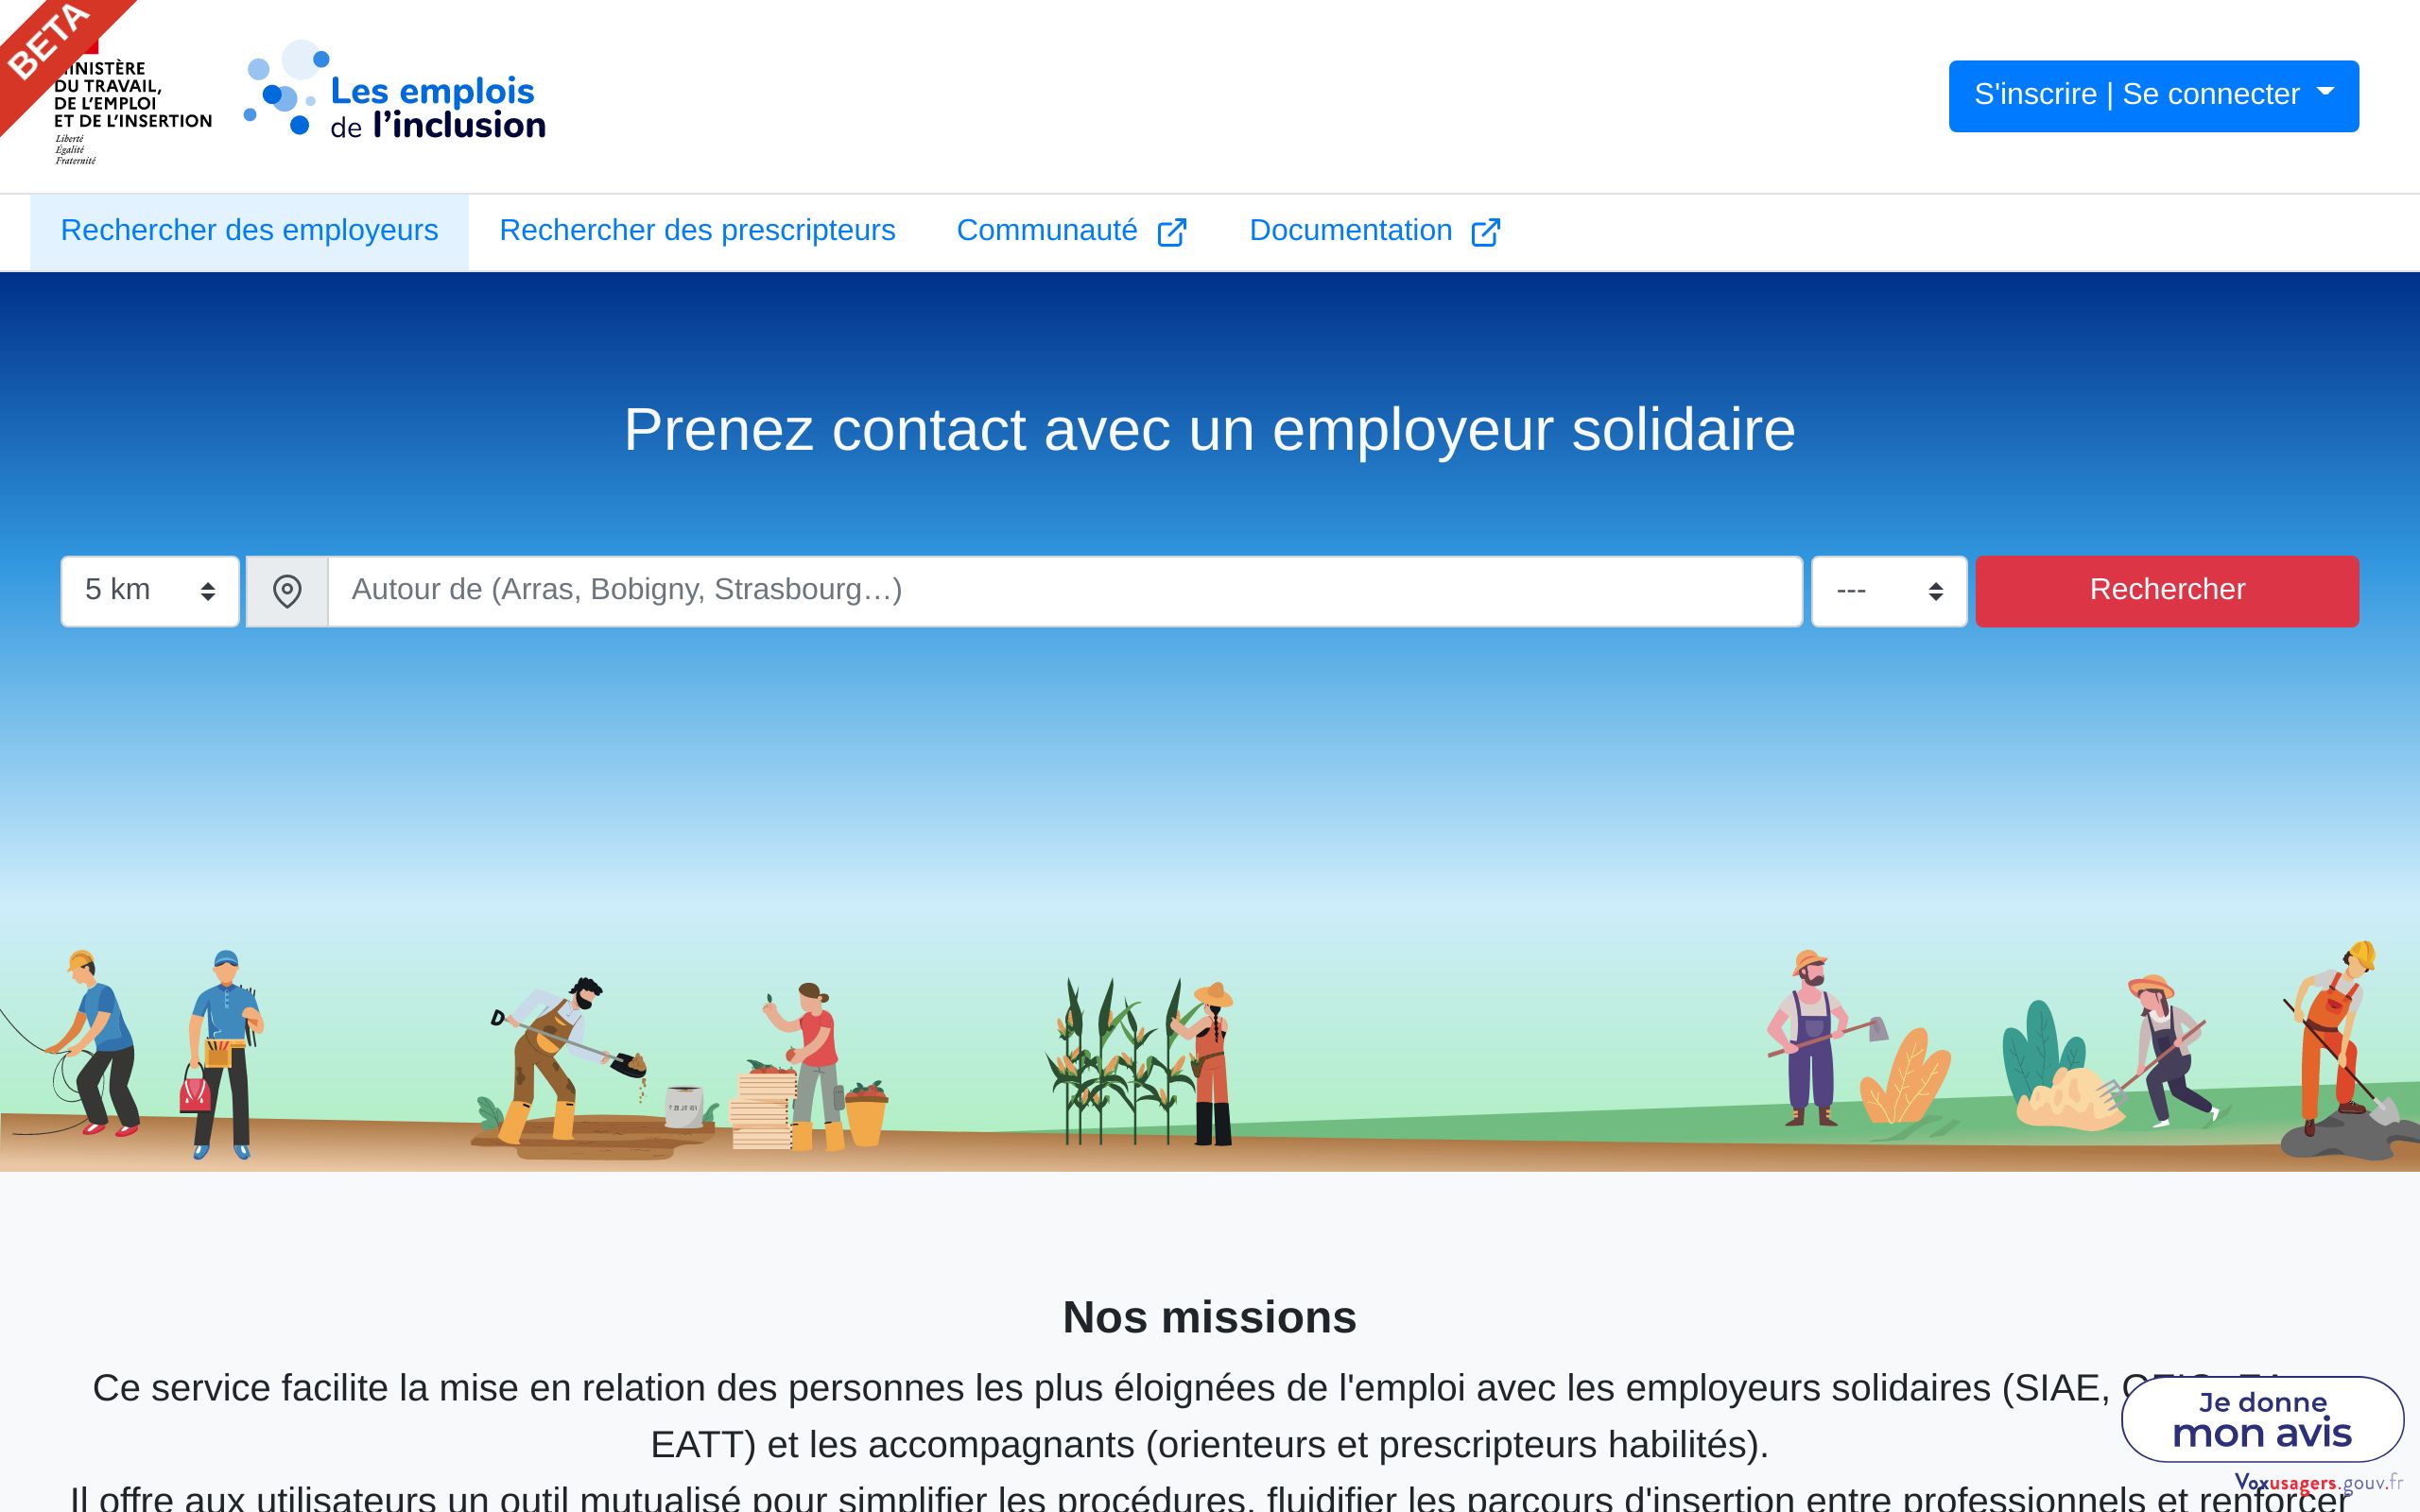 BETA
MINISTÈRE
DU TRAVAIL,
DE L'EMPLOI
ET DE L'INSERTION
Liberté
Égalité
Fraternité
Les emplois
de l'inclusion
S'inscrire | Se connecter
Rechercher des employeurs
Rechercher des prescripteurs
Communauté
Documentation
Prenez contact avec un employeur solidaire
5 km
Autour de (Arras, Bobigny, Strasbourg…)
---
Rechercher
Nos missions
Ce service facilite la mise en relation des personnes les plus éloignées de l'emploi avec les employeurs solidaires (SIAE,
EATT) et les accompagnants (orienteurs et prescripteurs habilités).
Il offre aux utilisateurs un outil mutualisé pour simplifier les procédures, fluidifier les parcours d'insertion entre professionnels et renforcer
Je donne
mon avis
Voxusagers.gouv.fr